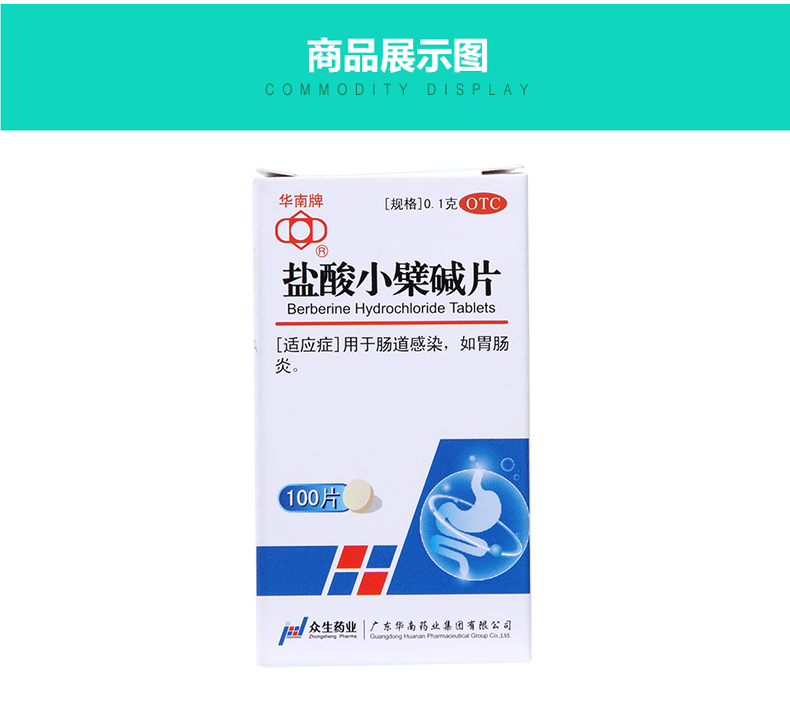 商品展示图
COMMODITY DISPLAY
华南牌
[规格]0.1克 OTC
®
盐酸小檗碱片
Berberine Hydrochloride Tablets
[适应症]用于肠道感染，如胃肠
炎。
100片
众生药业
Zhongsheng Pharma
广东华南药业集团有限公司
Guangdong Huanan Pharmaceutical Group Co.,Ltd.